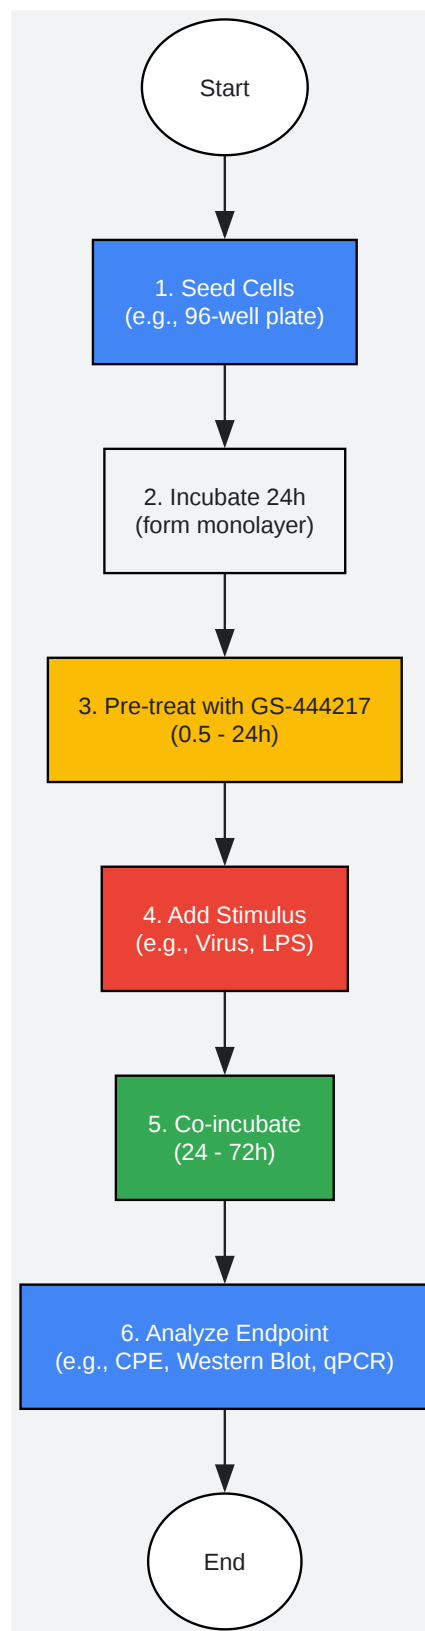 Start
1. Seed Cells
(e.g., 96-well plate)
2. Incubate 24h
(form monolayer)
3. Pre-treat with GS-444217
(0.5 - 24h)
4. Add Stimulus
(e.g., Virus, LPS)
5. Co-incubate
(24 - 72h)
6. Analyze Endpoint
(e.g., CPE, Western Blot, qPCR)
End